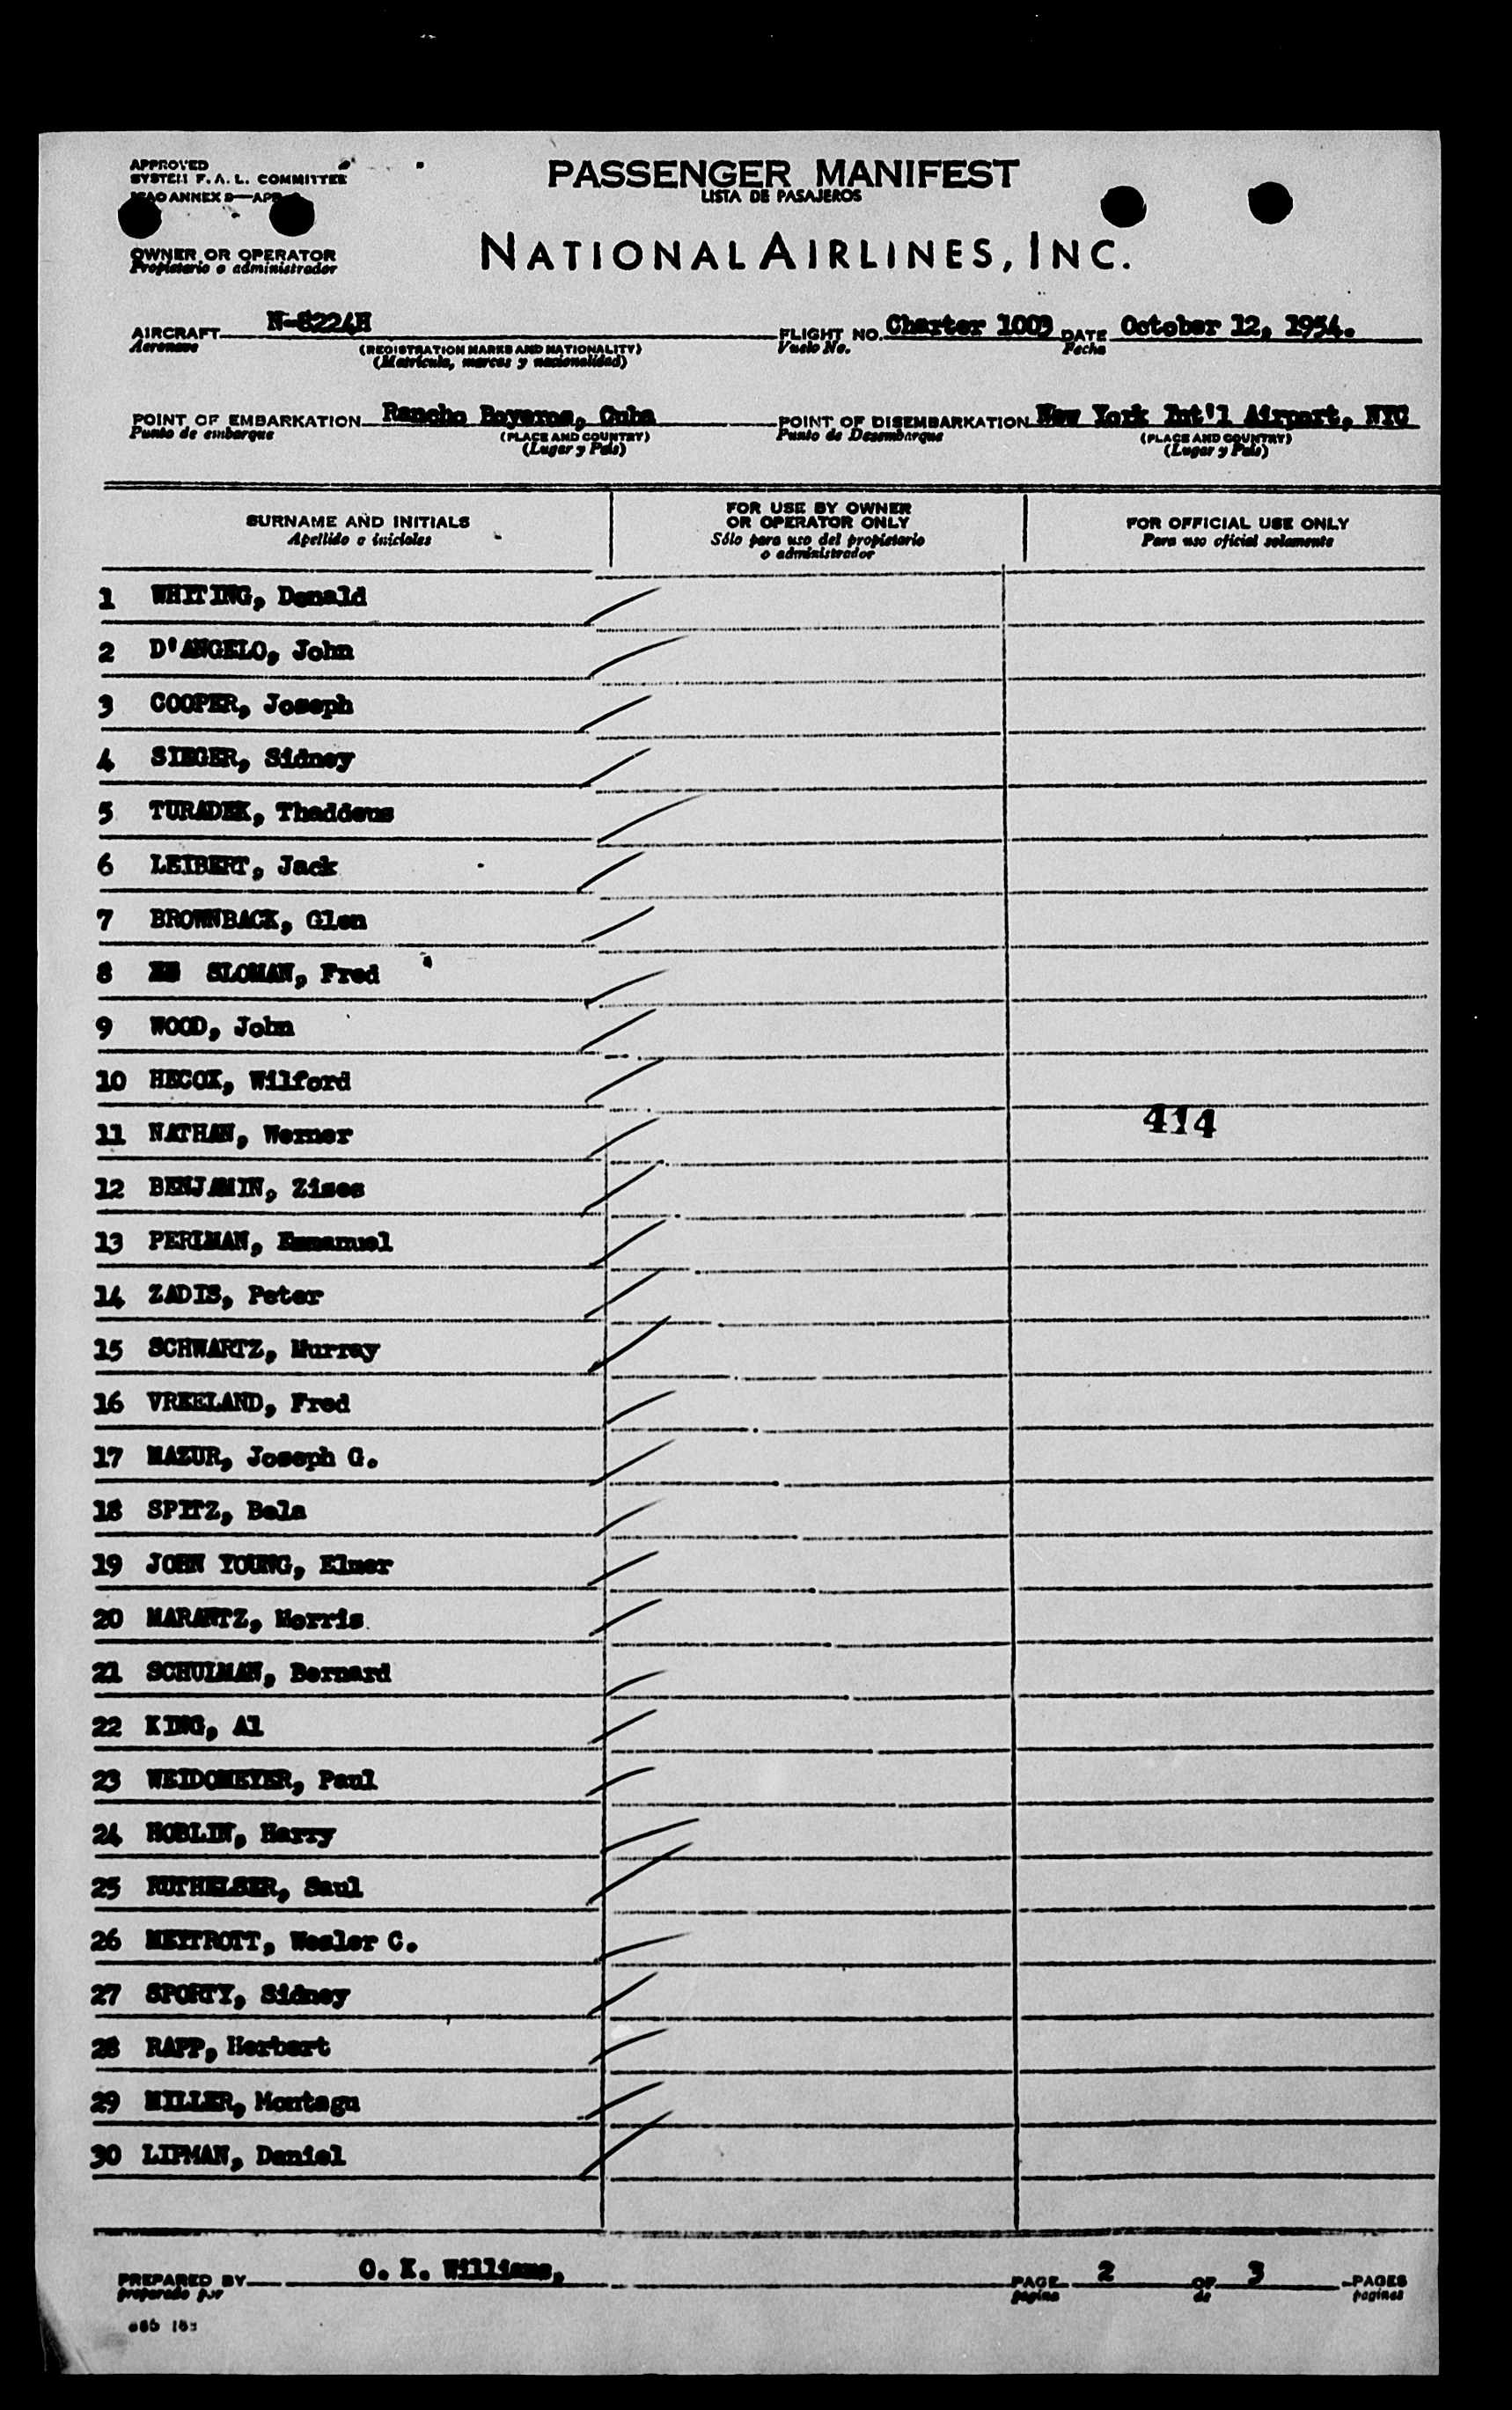 APPROVED
SYSTEM F. A. L. COMMITTEE
ANNEX 9—APP
PASSENGER MANIFEST
LISTA DE PASAJEROS
OWNER OR OPERATOR
Propietario o administrador
NATIONAL AIRLINES, INC.
AIRCRAFT N-8224H FLIGHT NO. Charter 1003 DATE October 12, 1954.
Aeronave (REGISTRATION MARKS AND NATIONALITY) Vuelo No. Fecha
(Matrícula, marcas y nacionalidad)
POINT OF EMBARKATION Rancho Boyeros, Cuba POINT OF DISEMBARKATION New York Int'l Airport, NYC
Punto de embarque (PLACE AND COUNTRY) Punto de Desembarque (PLACE AND COUNTRY)
(Lugar y País) (Lugar y País)
SURNAME AND INITIALS
Apellido e iniciales
FOR USE BY OWNER
OR OPERATOR ONLY
Sólo para uso del propietario
o administrador
FOR OFFICIAL USE ONLY
Para uso oficial solamente
1 WHITING, Donald
2 D'ANGELO, John
3 COOPER, Joseph
4 SIEGER, Sidney
5 TURADEK, Thaddeus
6 LEIBERT, Jack
7 BROWNBACK, Glen
8 SLOMAN, Fred
9 WOOD, John
10 HECOX, Wilford
11 NATHAN, Werner 414
12 BENJAMIN, Zises
13 PERLMAN, Emmanuel
14 ZADIS, Peter
15 SCHWARTZ, Murray
16 VREELAND, Fred
17 MAZUR, Joseph G.
18 SPITZ, Bela
19 JOHN YOUNG, Elmer
20 MARANTZ, Morris
21 SCHULMAN, Bernard
22 KING, Al
23 WEIDOMEYER, Paul
24 HOBLIN, Harry
25 RUTHELSER, Saul
26 MEYTROTT, Wesler C.
27 SPORTY, Sidney
28 RAPP, Herbert
29 MILLER, Montagu
30 LIPMAN, Daniel
PREPARED BY O. K. Williams, PAGE 2 OF 3 PAGES
preparado por página de paginas